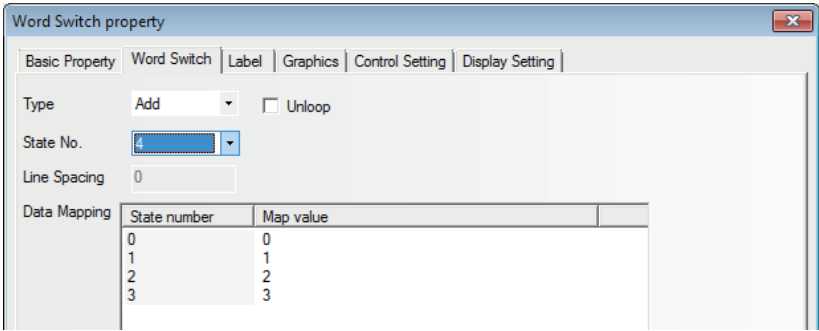 Word Switch property
Basic Property Word Switch Label Graphics Control Setting Display Setting
Type Add Unloop
State No. 4
Line Spacing 0
Data Mapping State number Map value
0 0
1 1
2 2
3 3